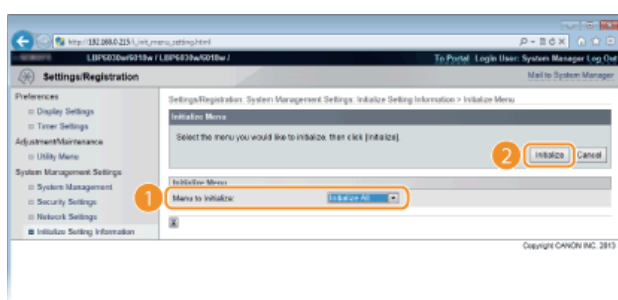 http://192.168.0.215/i_init_menu_setting.html
LBP6030w/6018w / LBP6030w/6018w /
To Portal Login User: System Manager Log Out
Settings/Registration
Mail to System Manager
Preferences
Display Settings
Timer Settings
Adjustment/Maintenance
Utility Menu
System Management Settings
System Management
Security Settings
Network Settings
Initialize Setting Information
Settings/Registration: System Management Settings: Initialize Setting Information > Initialize Menu
Initialize Menu
Select the menu you would like to initialize, then click [Initialize].
2
Initialize Cancel
Initialize Menu
1
Menu to Initialize: Initialize All
Copyright CANON INC. 2013